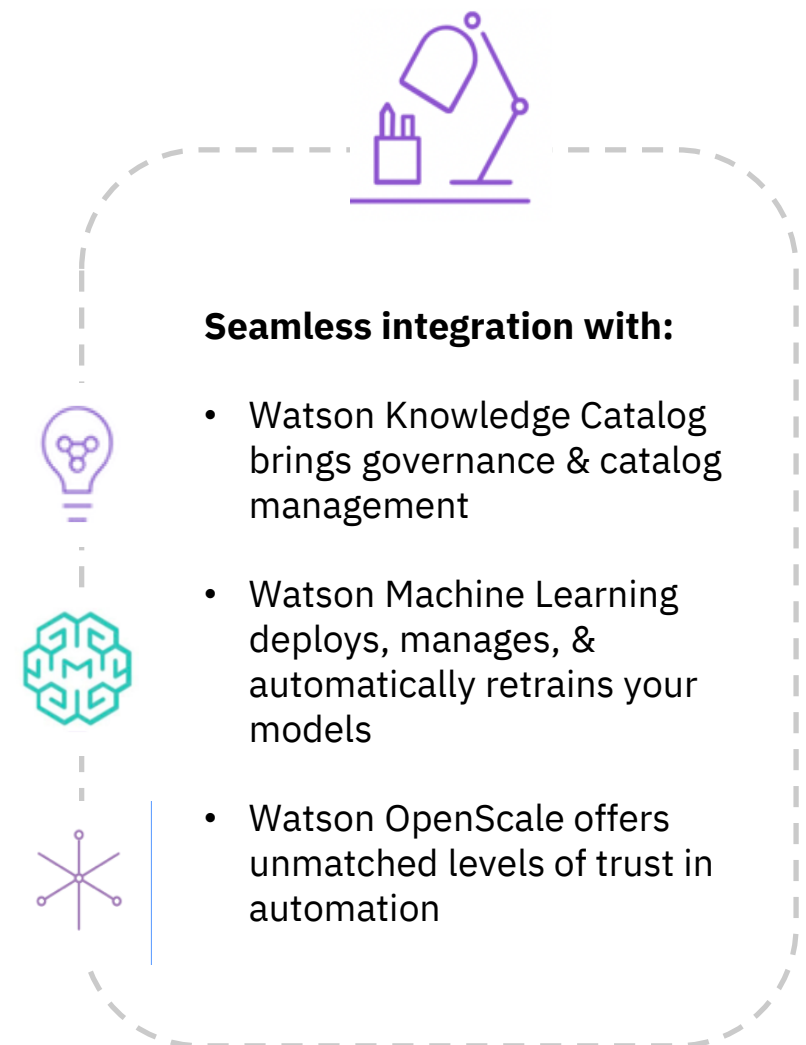 Seamless integration with:
• Watson Knowledge Catalog
brings governance & catalog
management
• Watson Machine Learning
deploys, manages, &
automatically retrains your
models
• Watson OpenScale offers
unmatched levels of trust in
automation